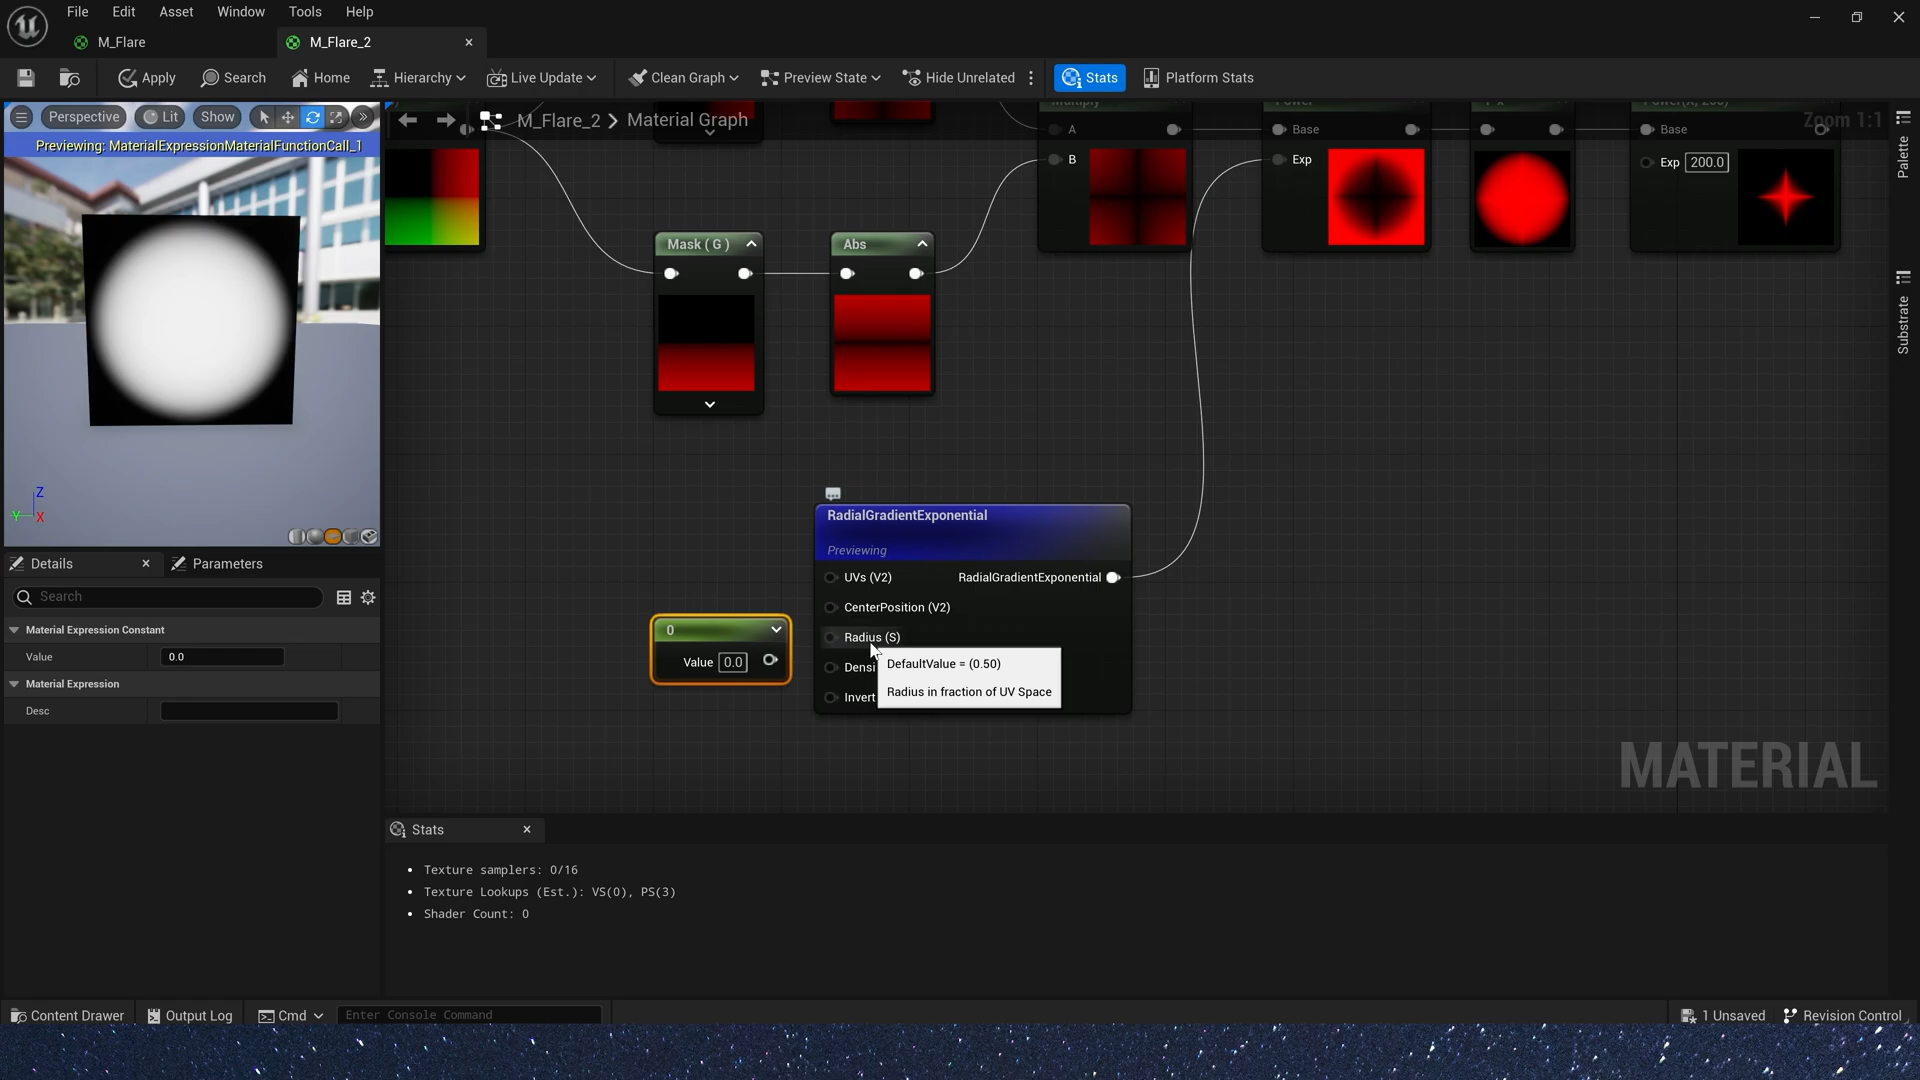 File Edit Asset Window Tools Help
M_Flare
M_Flare_2
Apply Search Home Hierarchy Live Update Clean Graph Preview State Hide Unrelated Stats Platform Stats
Perspective Lit Show
Previewing: MaterialExpressionMaterialFunctionCall_1
Z
Y X
M_Flare_2 > Material Graph
Zoom 1:1
Palette
Substrate
Multiply
A
B
Power
Base
Exp
1-x
Power(X, 200)
Base
Exp 200.0
Mask ( G )
Abs
RadialGradientExponential
Previewing
UVs (V2)
RadialGradientExponential
CenterPosition (V2)
Radius (S)
Densi
Invert
DefaultValue = (0.50)
Radius in fraction of UV Space
0
Value 0.0
MATERIAL
Details
Parameters
Search
Material Expression Constant
Value 0.0
Material Expression
Desc
Stats
• Texture samplers: 0/16
• Texture Lookups (Est.): VS(0), PS(3)
• Shader Count: 0
Content Drawer Output Log Cmd Enter Console Command
1 Unsaved Revision Control